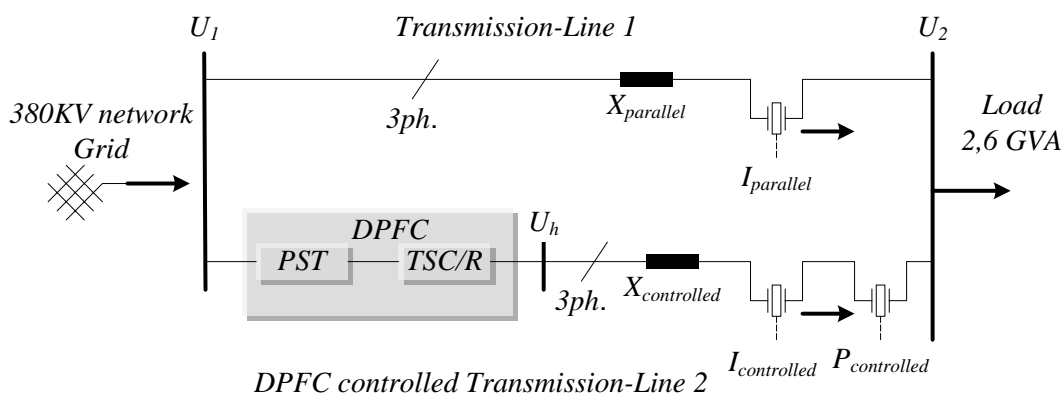 U1
Transmission-Line 1
U2
380KV network
Grid
3ph.
Xparallel
Iparallel
Load
2,6 GVA
DPFC
PST
TSC/R
Uh
3ph.
Xcontrolled
Icontrolled
Pcontrolled
DPFC controlled Transmission-Line 2